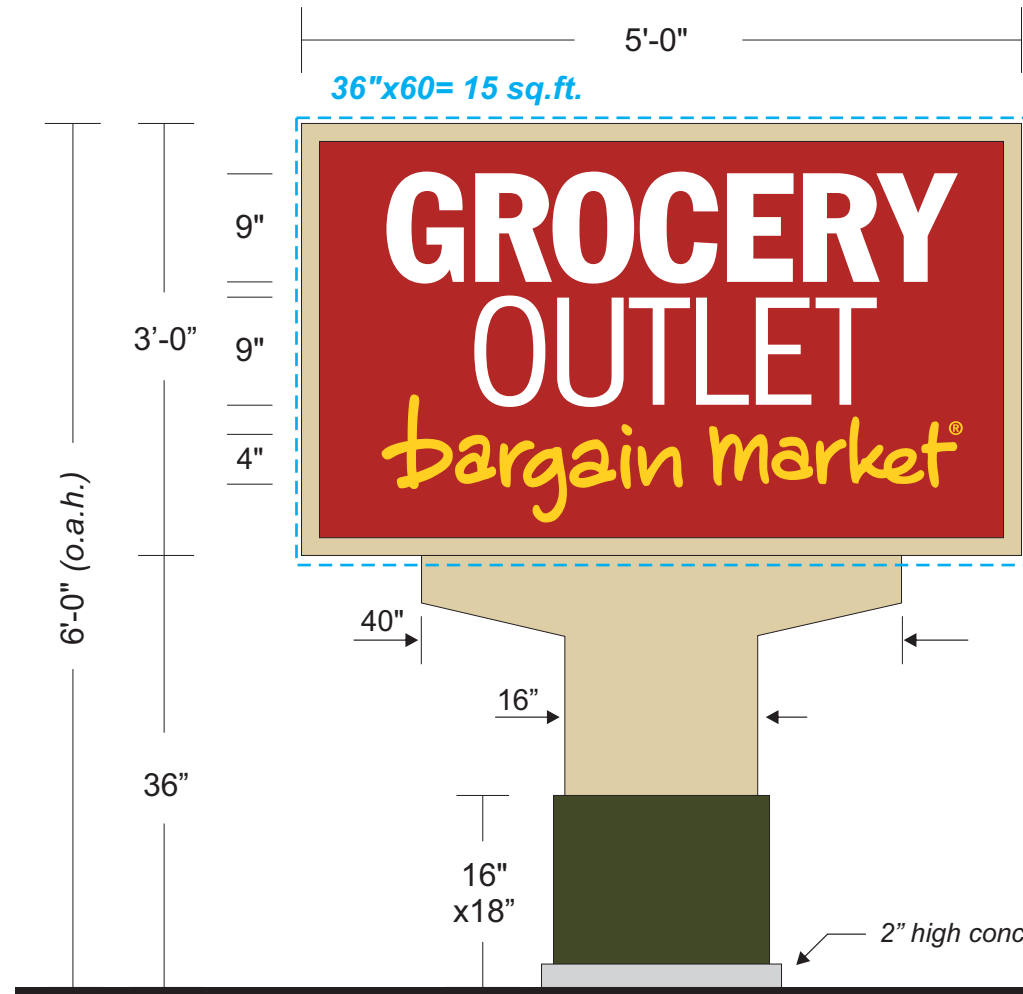 5'-0"
36"x60= 15 sq.ft.
GROCERY
OUTLET
bargain market®
9"
9"
4"
3’-0”
6'-0" (o.a.h.)
40"
16”
36”
16"
x18”
2” high conc